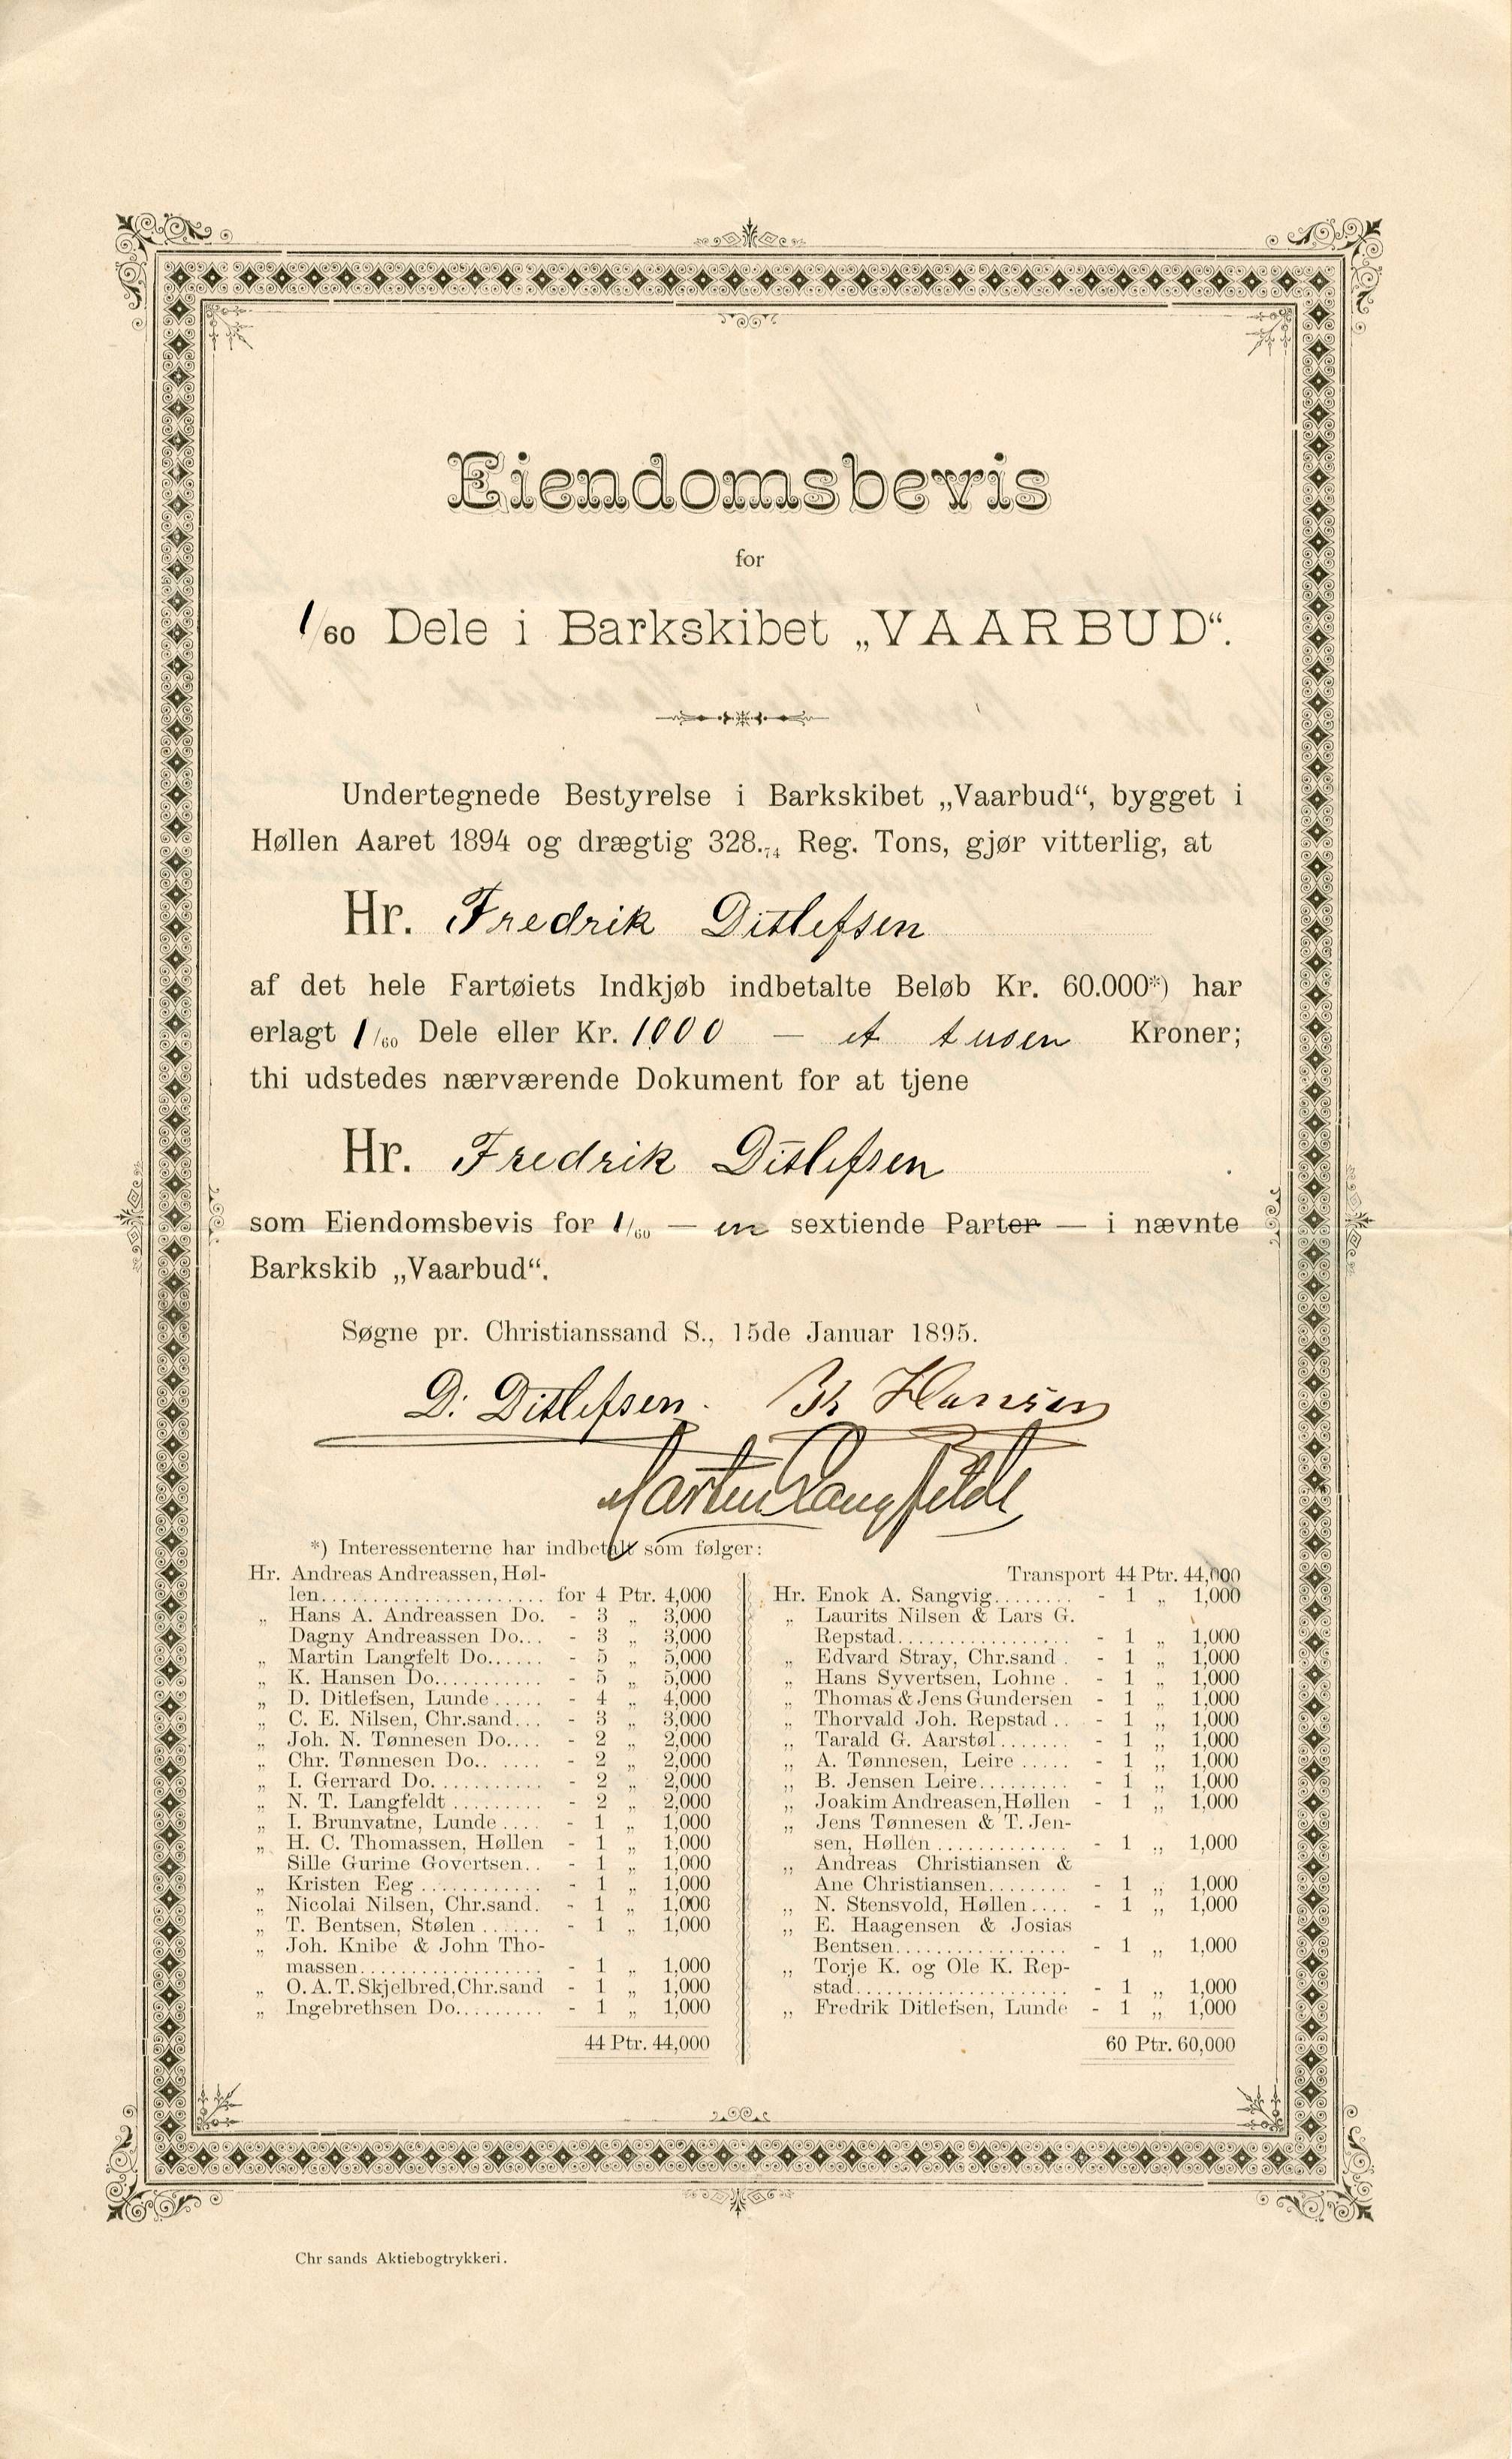 Eiendomsbevis
for
1/60 Dele i Barkskibet „VAARBUD“.
Undertegnede Bestyrelse i Barkskibet „Vaarbud“, bygget i
Høllen Aaret 1894 og drægtig 328.74 Reg. Tons, gjør vitterlig, at
Hr. Fredrik Ditlefsen
af det hele Fartøiets Indkjøb indbetalte Beløb Kr. 60.000*) har
erlagt 1/60 Dele eller Kr. 1000 — et tusen Kroner;
thi udstedes nærværende Dokument for at tjene
Hr. Fredrik Ditlefsen
som Eiendomsbevis for 1/60 — en sextiende Parter — i nævnte
Barkskib „Vaarbud“.
Søgne pr. Christianssand S., 15de Januar 1895.
D. Ditlefsen. Hansen
Martin Langfeldt
*) Interessenterne har indbetalt som følger:
Hr. Andreas Andreassen, Høl-
len..................... for 4 Ptr. 4,000
„ Hans A. Andreassen Do. - 3 „ 3,000
Dagny Andreassen Do... - 3 „ 3,000
„ Martin Langfelt Do...... - 5 „ 5,000
„ K. Hansen Do........... - 5 „ 5,000
„ D. Ditlefsen, Lunde ..... - 4 „ 4,000
„ C. E. Nilsen, Chr.sand... - 3 „ 3,000
„ Joh. N. Tønnesen Do.... - 2 „ 2,000
„ Chr. Tønnesen Do.. ..... - 2 „ 2,000
„ I. Gerrard Do. .......... - 2 „ 2,000
„ N. T. Langfeldt ......... - 2 „ 2,000
„ I. Brunvatne, Lunde .... - 1 „ 1,000
„ H. C. Thomassen, Høllen - 1 „ 1,000
Sille Gurine Govertsen.. - 1 „ 1,000
„ Kristen Eeg ............ - 1 „ 1,000
„ Nicolai Nilsen, Chr.sand. - 1 „ 1,000
„ T. Bentsen, Stølen ...... - 1 „ 1,000
„ Joh. Knibe & John Tho-
massen.................. - 1 „ 1,000
„ O. A. T. Skjelbred, Chr.sand - 1 „ 1,000
„ Ingebrethsen Do......... - 1 „ 1,000
44 Ptr. 44,000
Transport 44 Ptr. 44,000
Hr. Enok A. Sangvig........ - 1 „ 1,000
„ Laurits Nilsen & Lars G.
Repstad................. - 1 „ 1,000
„ Edvard Stray, Chr.sand . - 1 „ 1,000
„ Hans Syvertsen, Lohne . - 1 „ 1,000
„ Thomas & Jens Gundersen - 1 „ 1,000
„ Thorvald Joh. Repstad .. - 1 „ 1,000
„ Tarald G. Aarstøl....... - 1 „ 1,000
„ A. Tønnesen, Leire ..... - 1 „ 1,000
„ B. Jensen Leire......... - 1 „ 1,000
„ Joakim Andreasen, Høllen - 1 „ 1,000
„ Jens Tønnesen & T. Jen-
sen, Høllen ............. - 1 „ 1,000
„ Andreas Christiansen &
Ane Christiansen........ - 1 „ 1,000
„ N. Stensvold, Høllen.... - 1 „ 1,000
„ E. Haagensen & Josias
Bentsen................. - 1 „ 1,000
„ Torje K. og Ole K. Rep-
stad.................... - 1 „ 1,000
„ Fredrik Ditlefsen, Lunde - 1 „ 1,000
60 Ptr. 60,000
Chr sands Aktiebogtrykkeri.